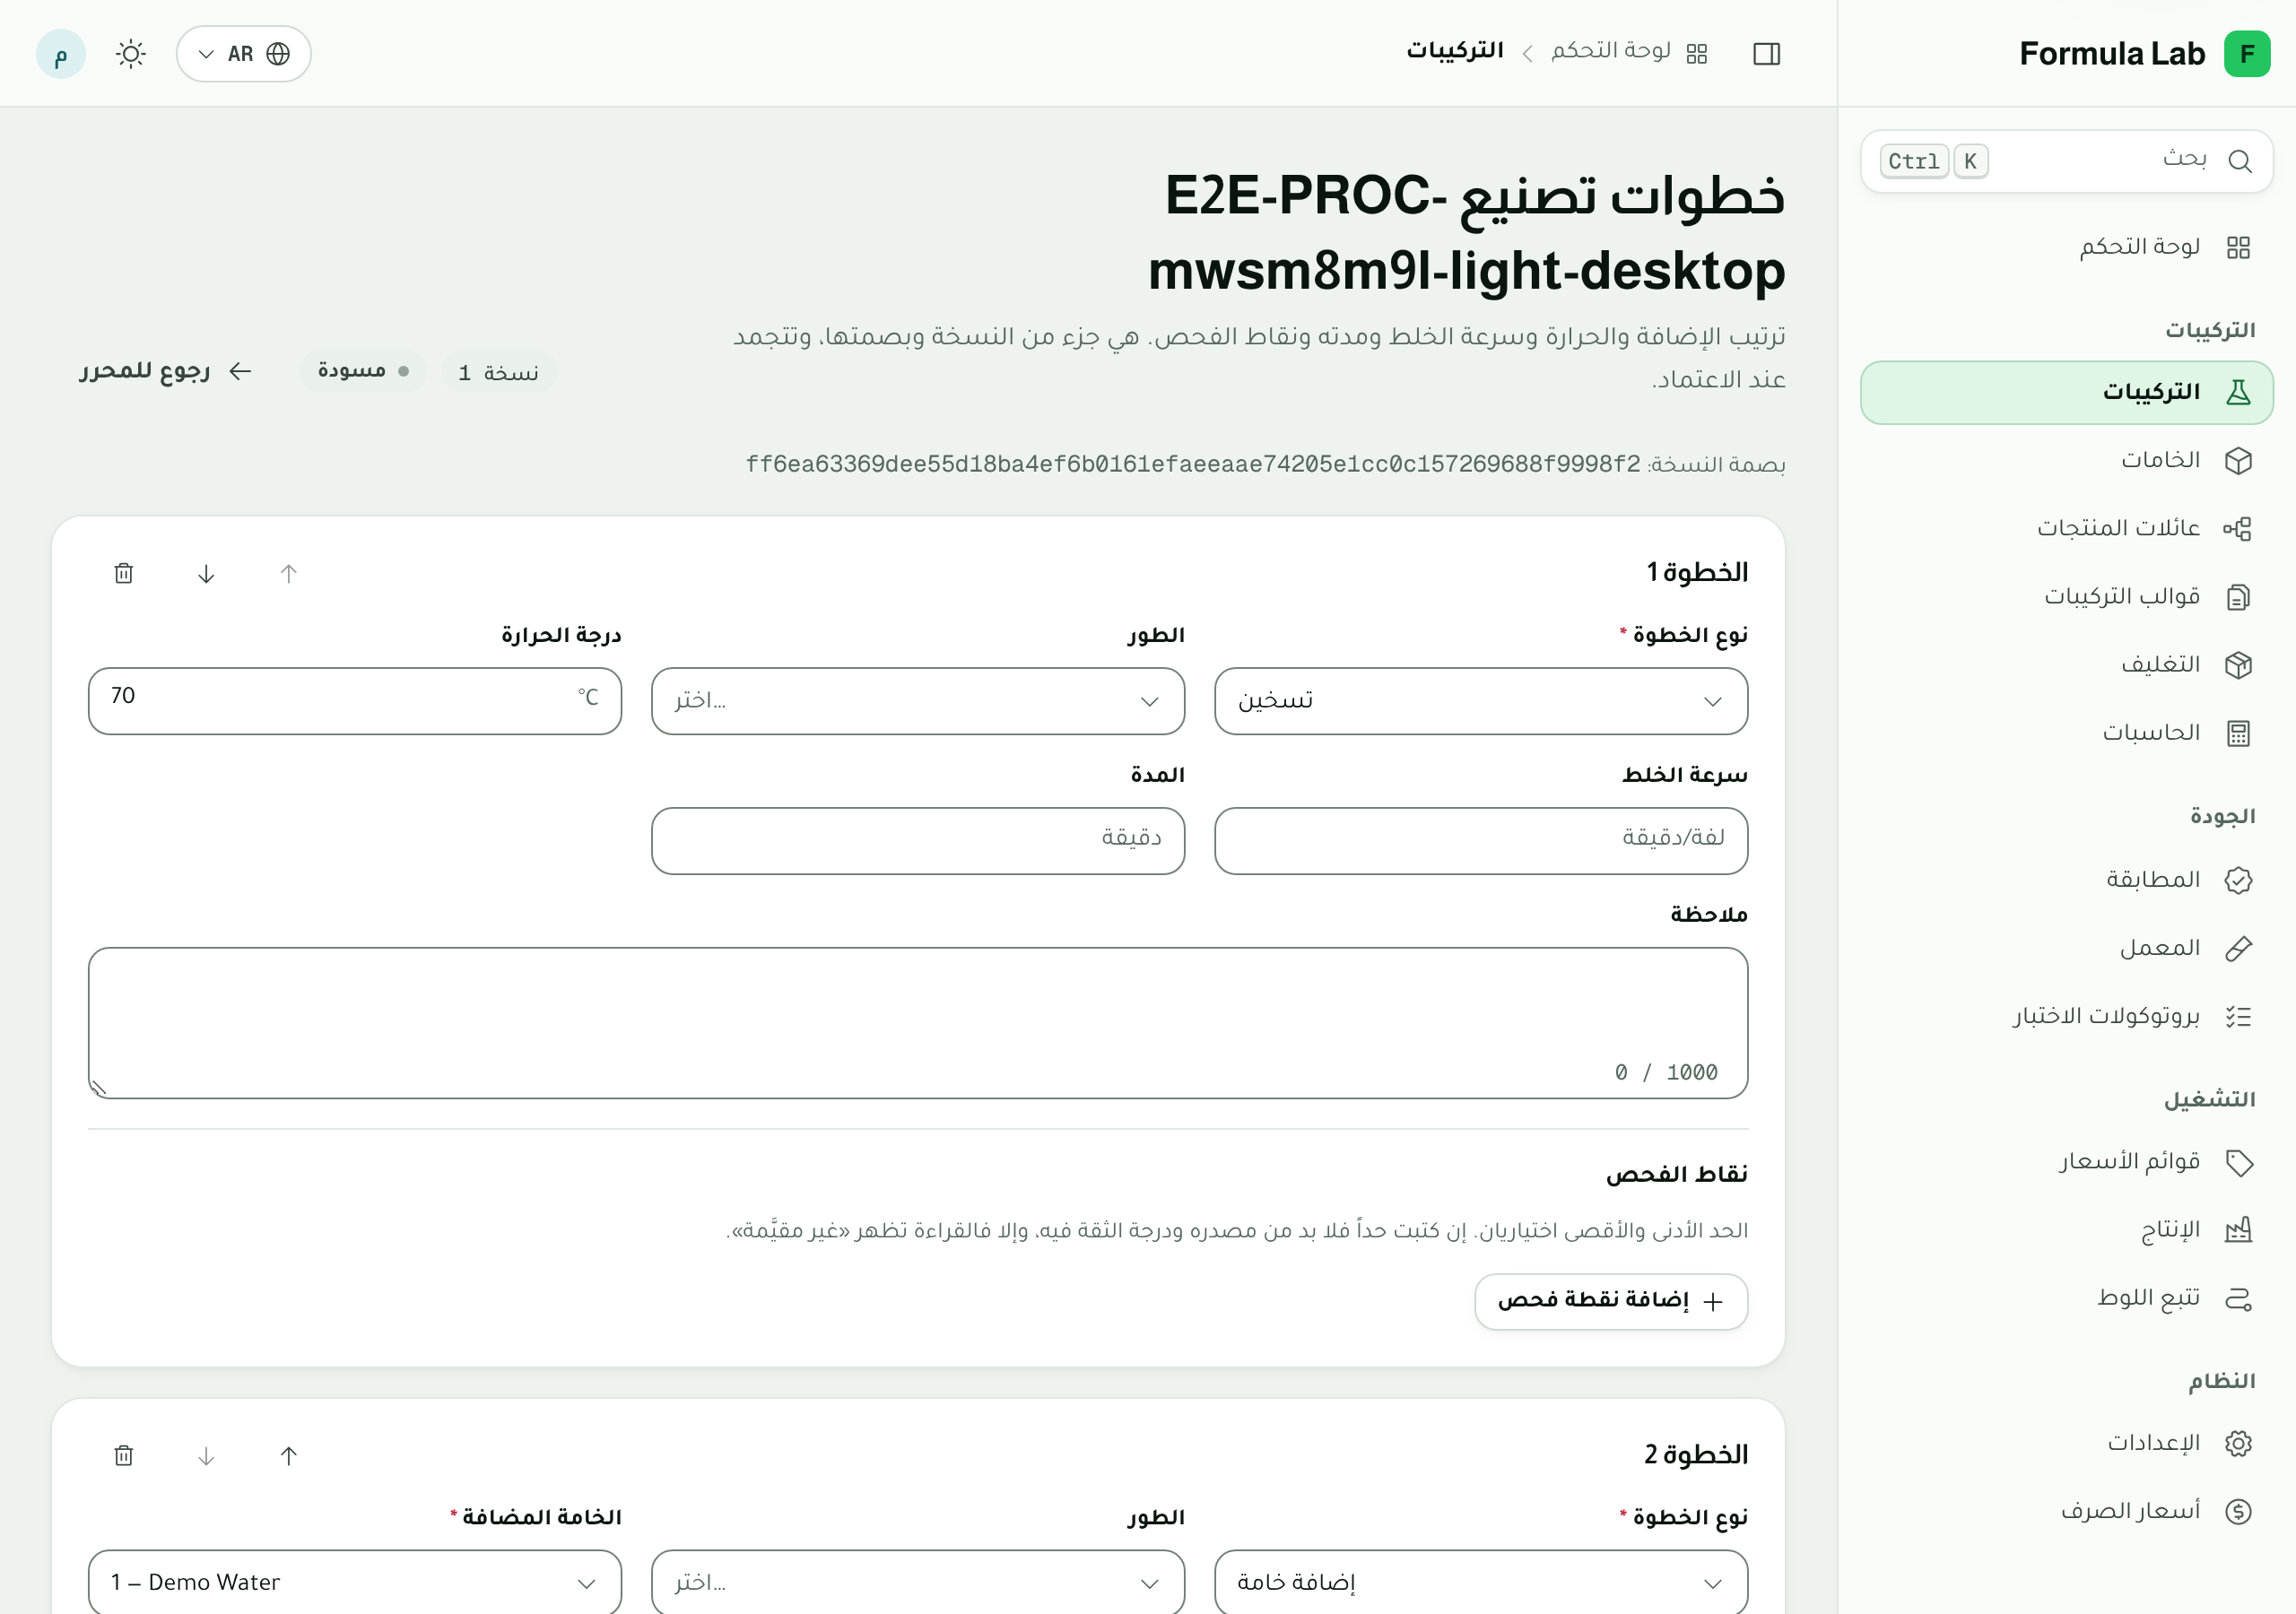 Formula Lab
F
بحث
Ctrl K
لوحة التحكم
التركيبات
التركيبات
الخامات
عائلات المنتجات
قوالب التركيبات
التغليف
الحاسبات
الجودة
المطابقة
المعمل
بروتوكولات الاختبار
التشغيل
قوائم الأسعار
الإنتاج
تتبع اللوط
النظام
الإعدادات
أسعار الصرف
لوحة التحكم
التركيبات
AR
م
خطوات تصنيع E2E-PROC-
mwsm8m9l-light-desktop
ترتيب الإضافة والحرارة وسرعة الخلط ومدته ونقاط الفحص. هي جزء من النسخة وبصمتها، وتتجمد
عند الاعتماد.
نسخة 1
مسودة
رجوع للمحرر
بصمة النسخة: ff6ea63369dee55d18ba4ef6b0161efaeeaae74205e1cc0c157269688f9998f2
الخطوة 1
نوع الخطوة *
الطور
درجة الحرارة
تسخين
اختر...
70
°C
سرعة الخلط
المدة
لفة/دقيقة
دقيقة
ملاحظة
0 / 1000
نقاط الفحص
الحد الأدنى والأقصى اختياريان. إن كتبت حداً فلا بد من مصدره ودرجة الثقة فيه، وإلا فالقراءة تظهر «غير مقيَّمة».
إضافة نقطة فحص
الخطوة 2
نوع الخطوة *
الطور
الخامة المضافة *
إضافة خامة
اختر...
1 – Demo Water